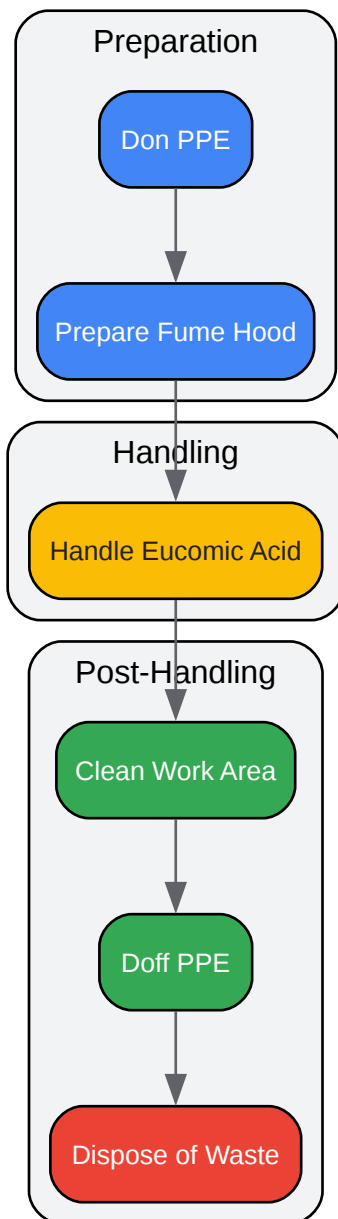 Preparation
Don PPE
Prepare Fume Hood
Handling
Handle Eucomic Acid
Post-Handling
Clean Work Area
Doff PPE
Dispose of Waste